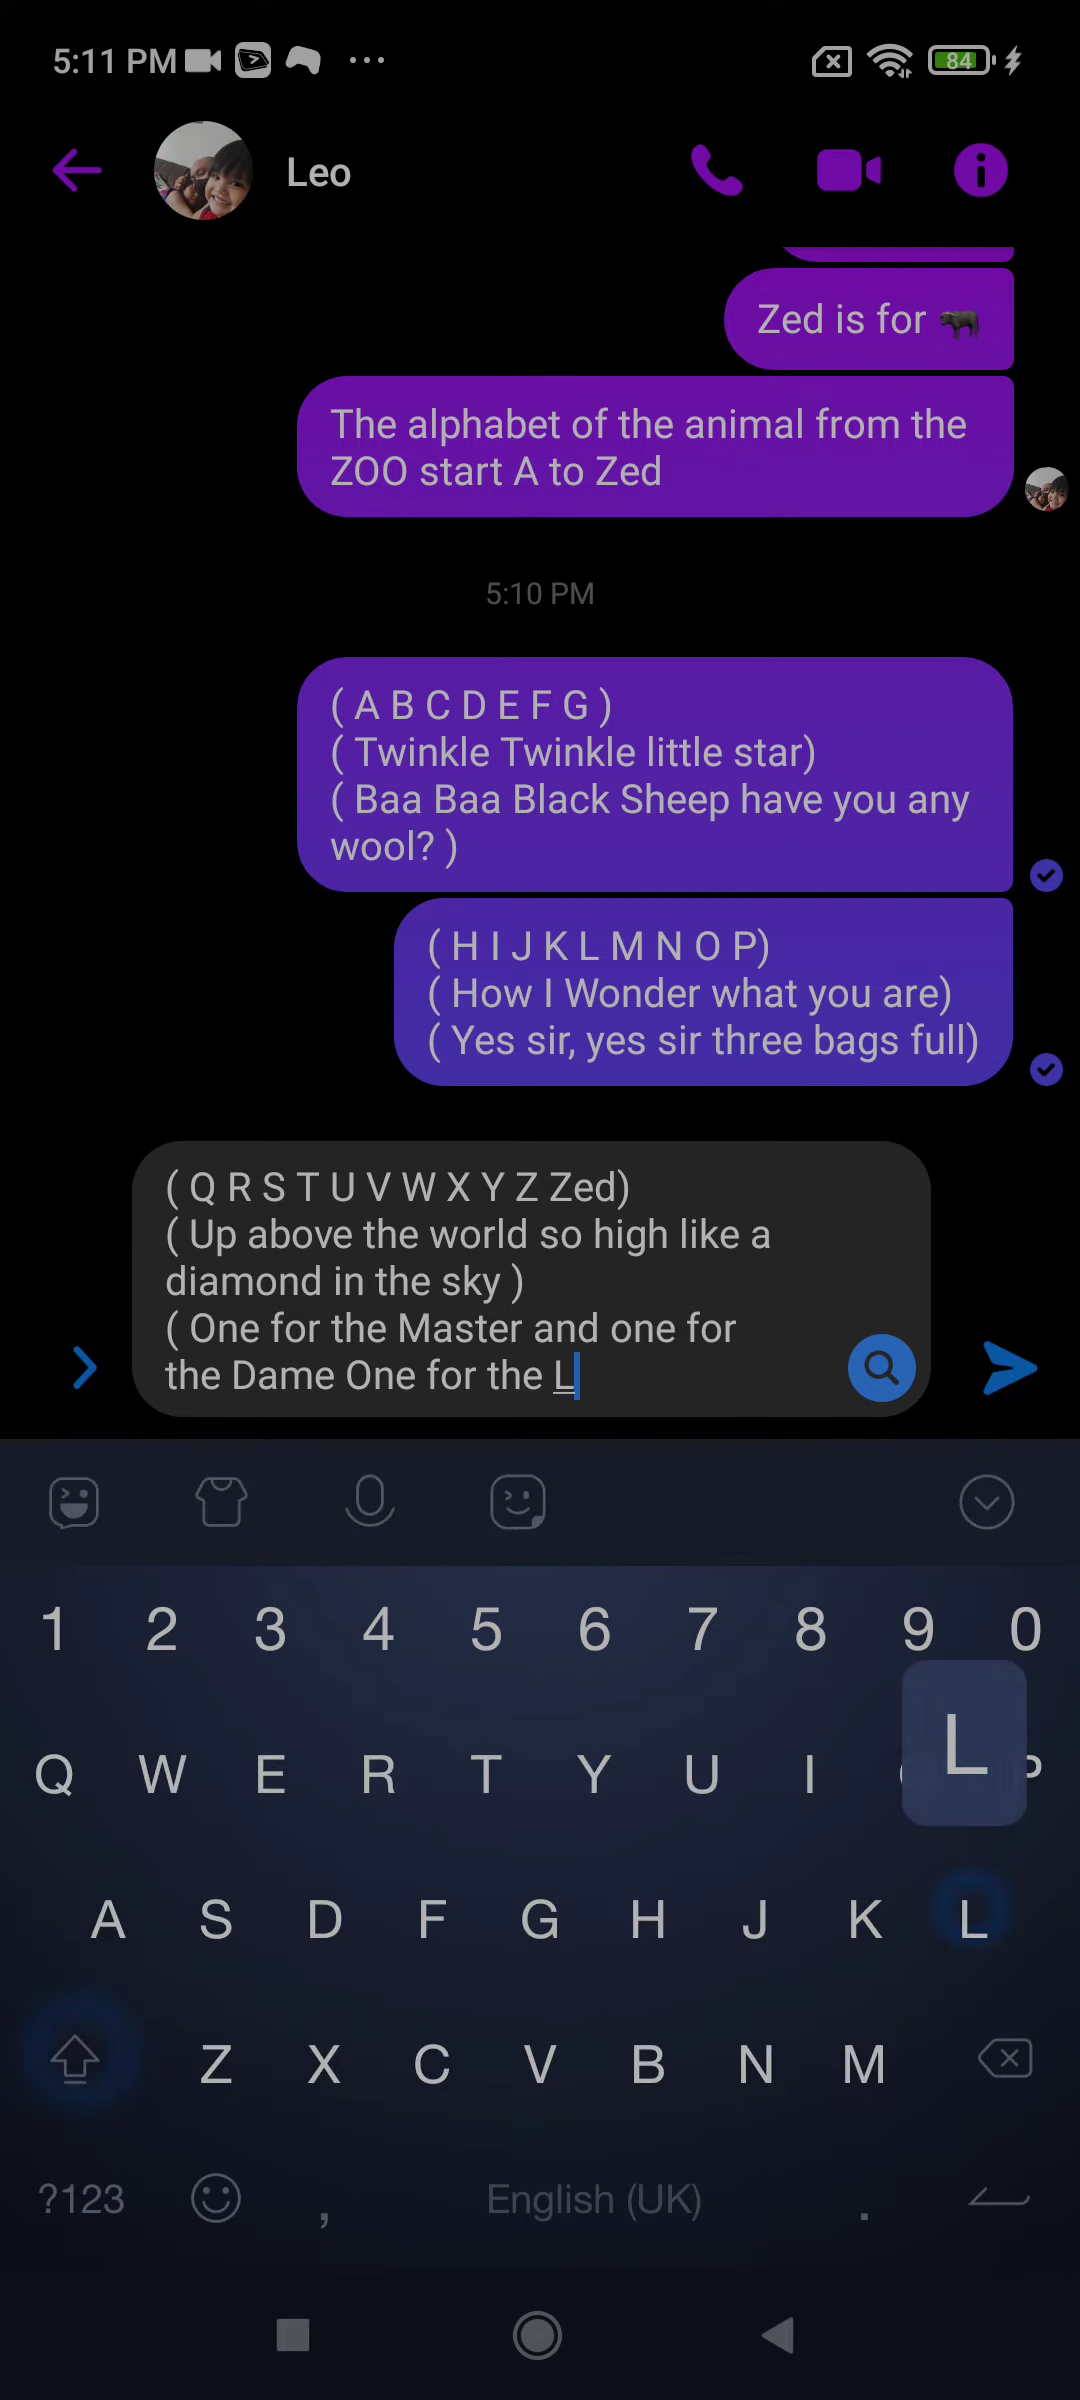 5:11 PM
84
Leo
Zed is for 🐃
The alphabet of the animal from the
ZOO start A to Zed
5:10 PM
( A B C D E F G )
( Twinkle Twinkle little star)
( Baa Baa Black Sheep have you any
wool? )
( H I J K L M N O P)
( How I Wonder what you are)
( Yes sir, yes sir three bags full)
( Q R S T U V W X Y Z Zed)
( Up above the world so high like a
diamond in the sky )
( One for the Master and one for
the Dame One for the L
1 2 3 4 5 6 7 8 9 0
L
Q W E R T Y U I P
A S D F G H J K L
Z X C V B N M
?123 , English (UK) .